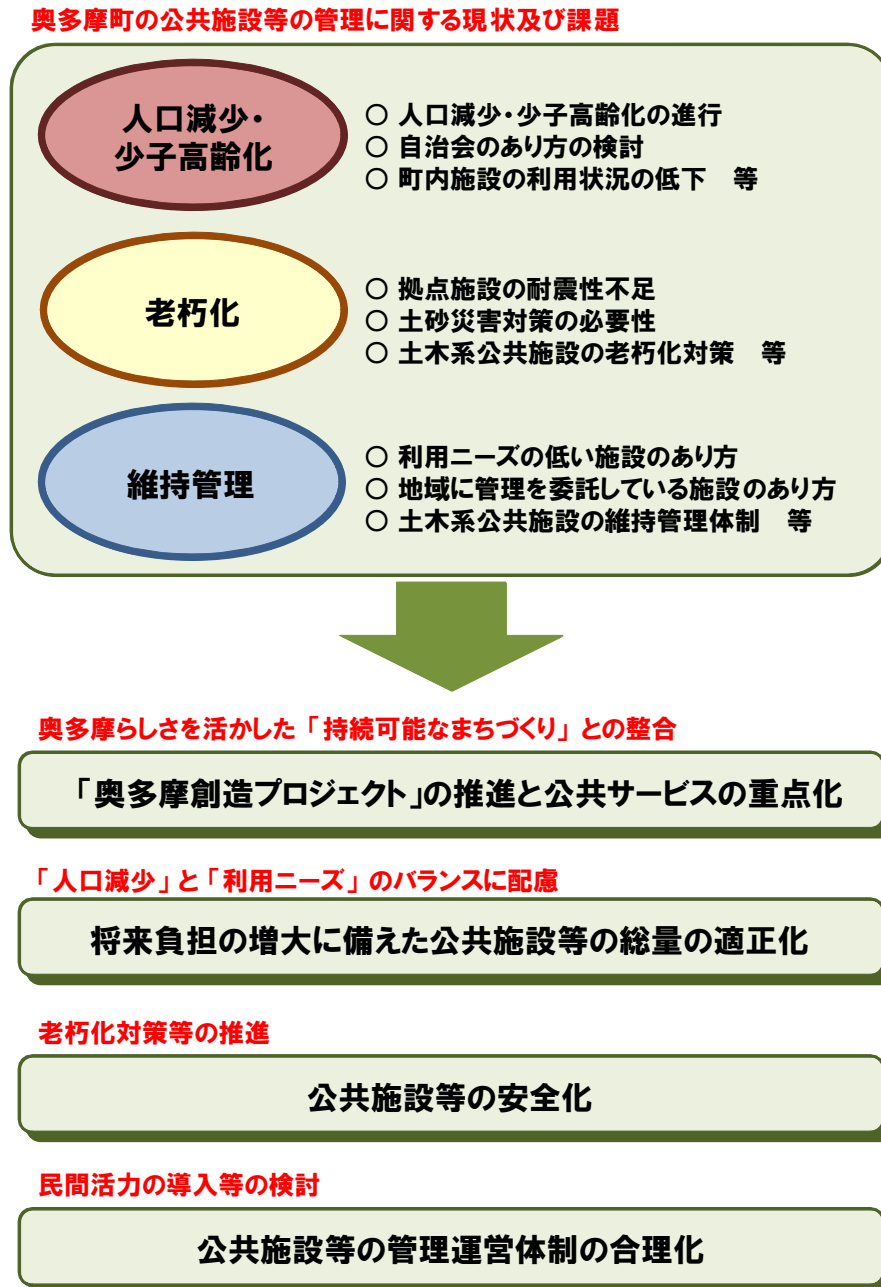 奥多摩町の公共施設等の管理に関する現状及び課題
人口減少・
少子高齢化
○ 人口減少・少子高齢化の進行
○ 自治会のあり方の検討
○ 町内施設の利用状況の低下　等
老朽化
○ 拠点施設の耐震性不足
○ 土砂災害対策の必要性
○ 土木系公共施設の老朽化対策　等
維持管理
○ 利用ニーズの低い施設のあり方
○ 地域に管理を委託している施設のあり方
○ 土木系公共施設の維持管理体制　等
奥多摩らしさを活かした「持続可能なまちづくり」との整合
「奥多摩創造プロジェクト」の推進と公共サービスの重点化
「人口減少」と「利用ニーズ」のバランスに配慮
将来負担の増大に備えた公共施設等の総量の適正化
老朽化対策等の推進
公共施設等の安全化
民間活力の導入等の検討
公共施設等の管理運営体制の合理化